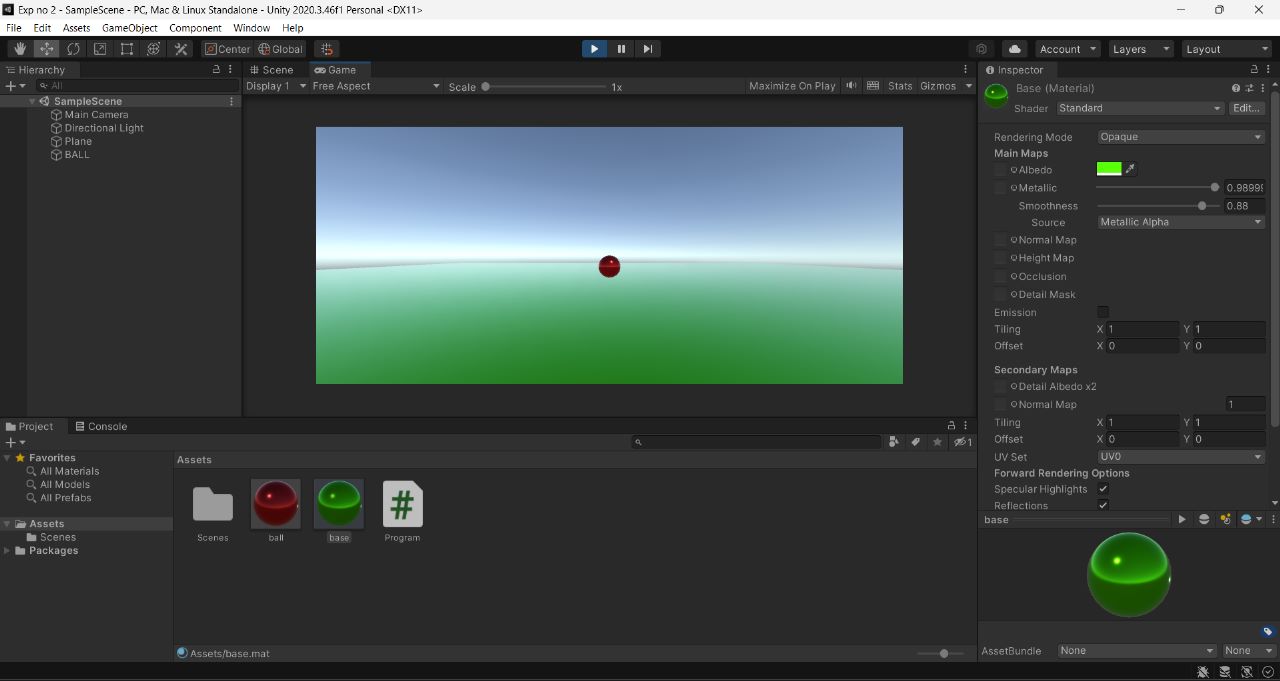 Exp no 2 - SampleScene - PC, Mac & Linux Standalone - Unity 2020.3.46f1 Personal <DX11>
File Edit Assets GameObject Component Window Help
Center Global Account Layers Layout
Hierarchy
All
SampleScene
Main Camera
Directional Light
Plane
BALL
Scene Game
Display 1 Free Aspect Scale 1x Maximize On Play Stats Gizmos
Inspector
Base (Material)
Shader Standard Edit...
Rendering Mode Opaque
Main Maps
Albedo
Metallic 0.9899
Smoothness 0.88
Source Metallic Alpha
Normal Map
Height Map
Occlusion
Detail Mask
Emission
Tiling X 1 Y 1
Offset X 0 Y 0
Secondary Maps
Detail Albedo x2
Normal Map 1
Tiling X 1 Y 1
Offset X 0 Y 0
UV Set UV0
Forward Rendering Options
Specular Highlights
Reflections
base
AssetBundle None None
Project Console
1
Favorites
All Materials
All Models
All Prefabs
Assets
Scenes
Packages
Assets
Scenes ball base # Program
Assets/base.mat